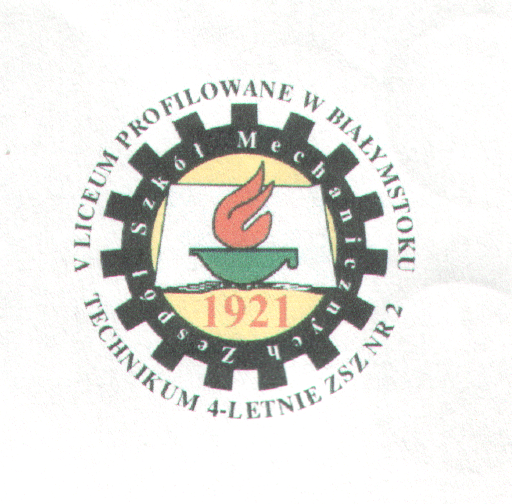 V LICEUM PROFILOWANE W BIAŁYMSTOKU
TECHNIKUM 4-LETNIE ZSZ NR 2
Zespół Szkół Mechanicznych
1921